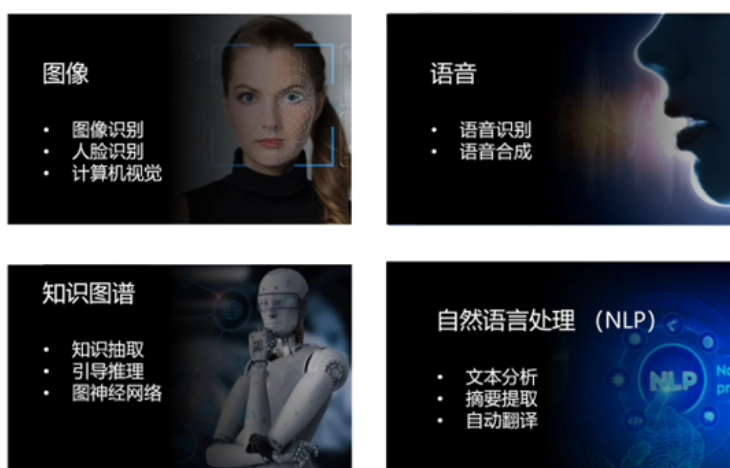 图像
• 图像识别
• 人脸识别
• 计算机视觉
语音
• 语音识别
• 语音合成
知识图谱
• 知识抽取
• 引导推理
• 图神经网络
自然语言处理 （NLP）
• 文本分析
• 摘要提取
• 自动翻译
NLP